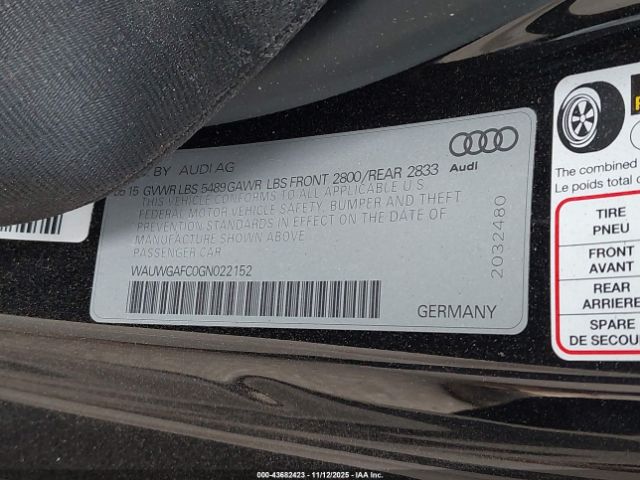 BY AUDI AG
15 GVWR LBS 5489 GAWR LBS FRONT 2800/REAR 2833
THIS VEHICLE CONFORMS TO ALL APPLICABLE U.S
FEDERAL MOTOR VEHICLE SAFETY, BUMPER AND THEFT
PREVENTION STANDARDS IN EFFECT ON THE DATE OF
MANUFACTURE SHOWN ABOVE
PASSENGER CAR
WAUWGAFC0GN022152
GERMANY
Audi
2032480
The combined
Le poids total c
TIRE
PNEU
FRONT
AVANT
REAR
ARRIERE
SPARE
DE SECOU
000-43682423 | 11/12/2025 | IAAI.COM